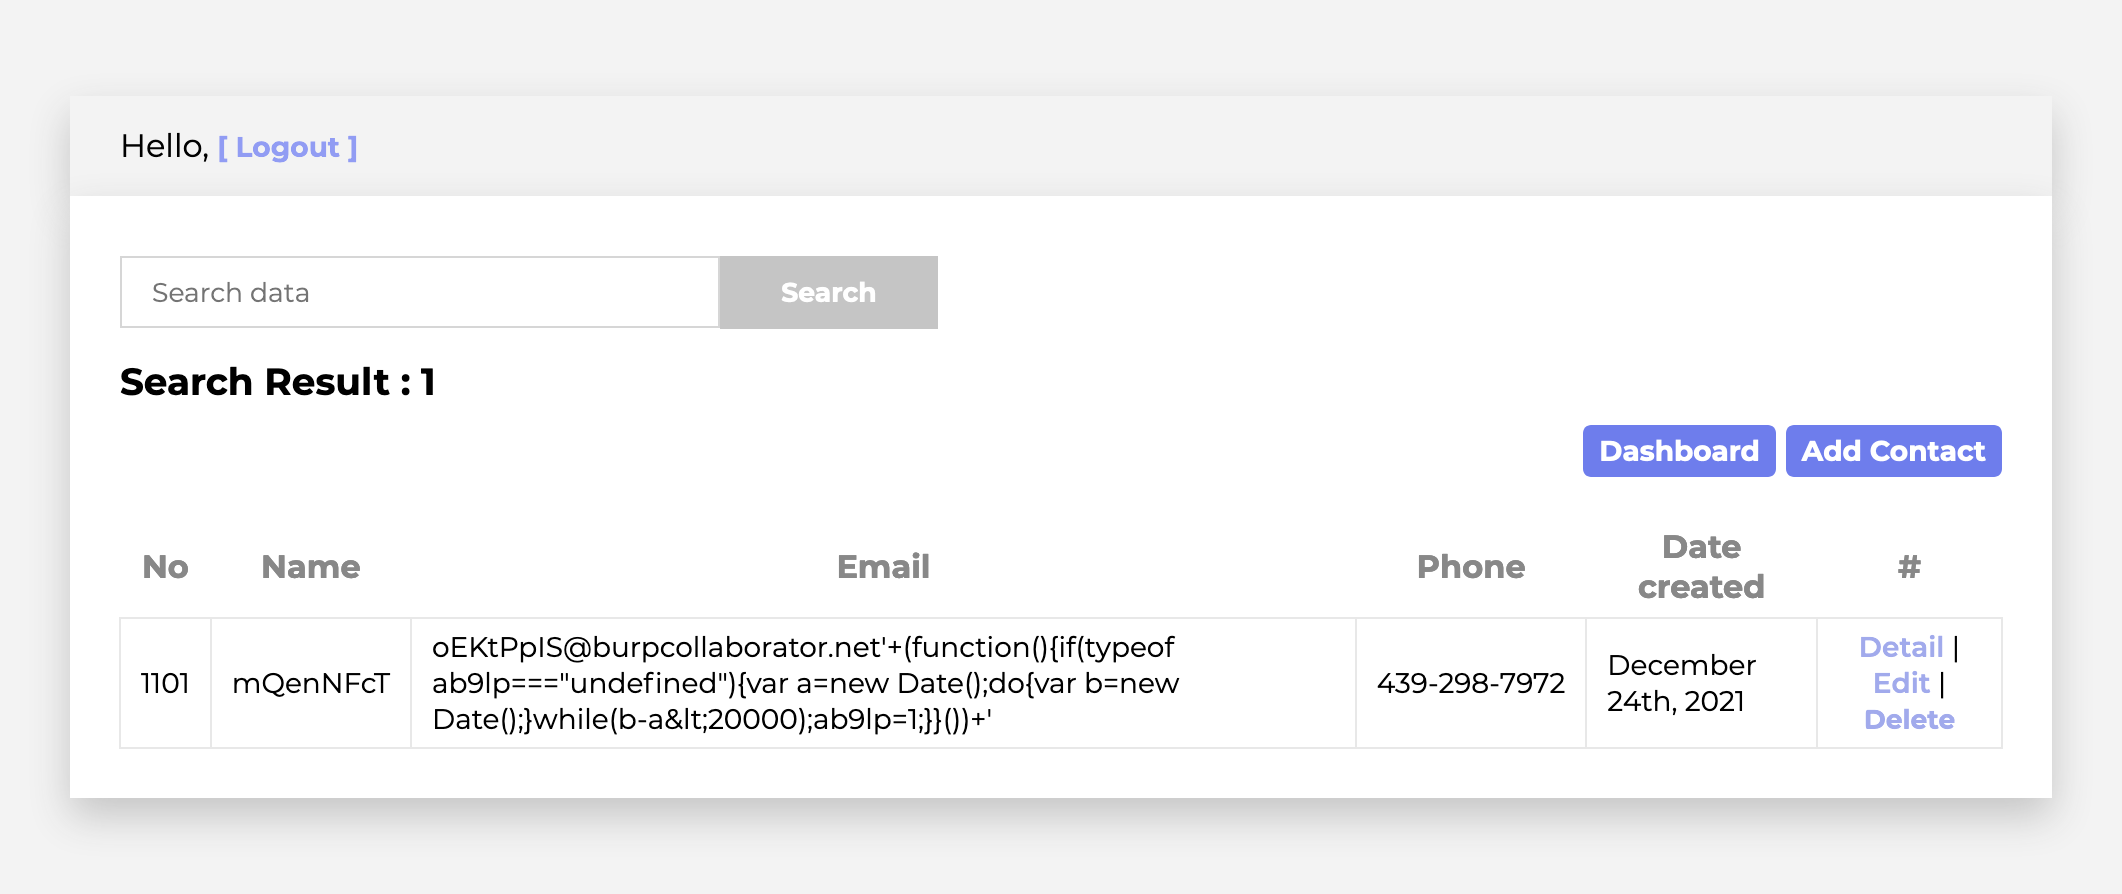 Hello, [ Logout ]
Search data
Search
Search Result : 1
Dashboard Add Contact
No Name Email Phone Date created #
1101 mQenNFcT oEKtPpIS@burpcollaborator.net'+(function(){if(typeof
ab9lp==="undefined"){var a=new Date();do{var b=new
Date();}while(b-a&lt;20000);ab9lp=1;}}())+'
439-298-7972
December
24th, 2021
Detail |
Edit |
Delete